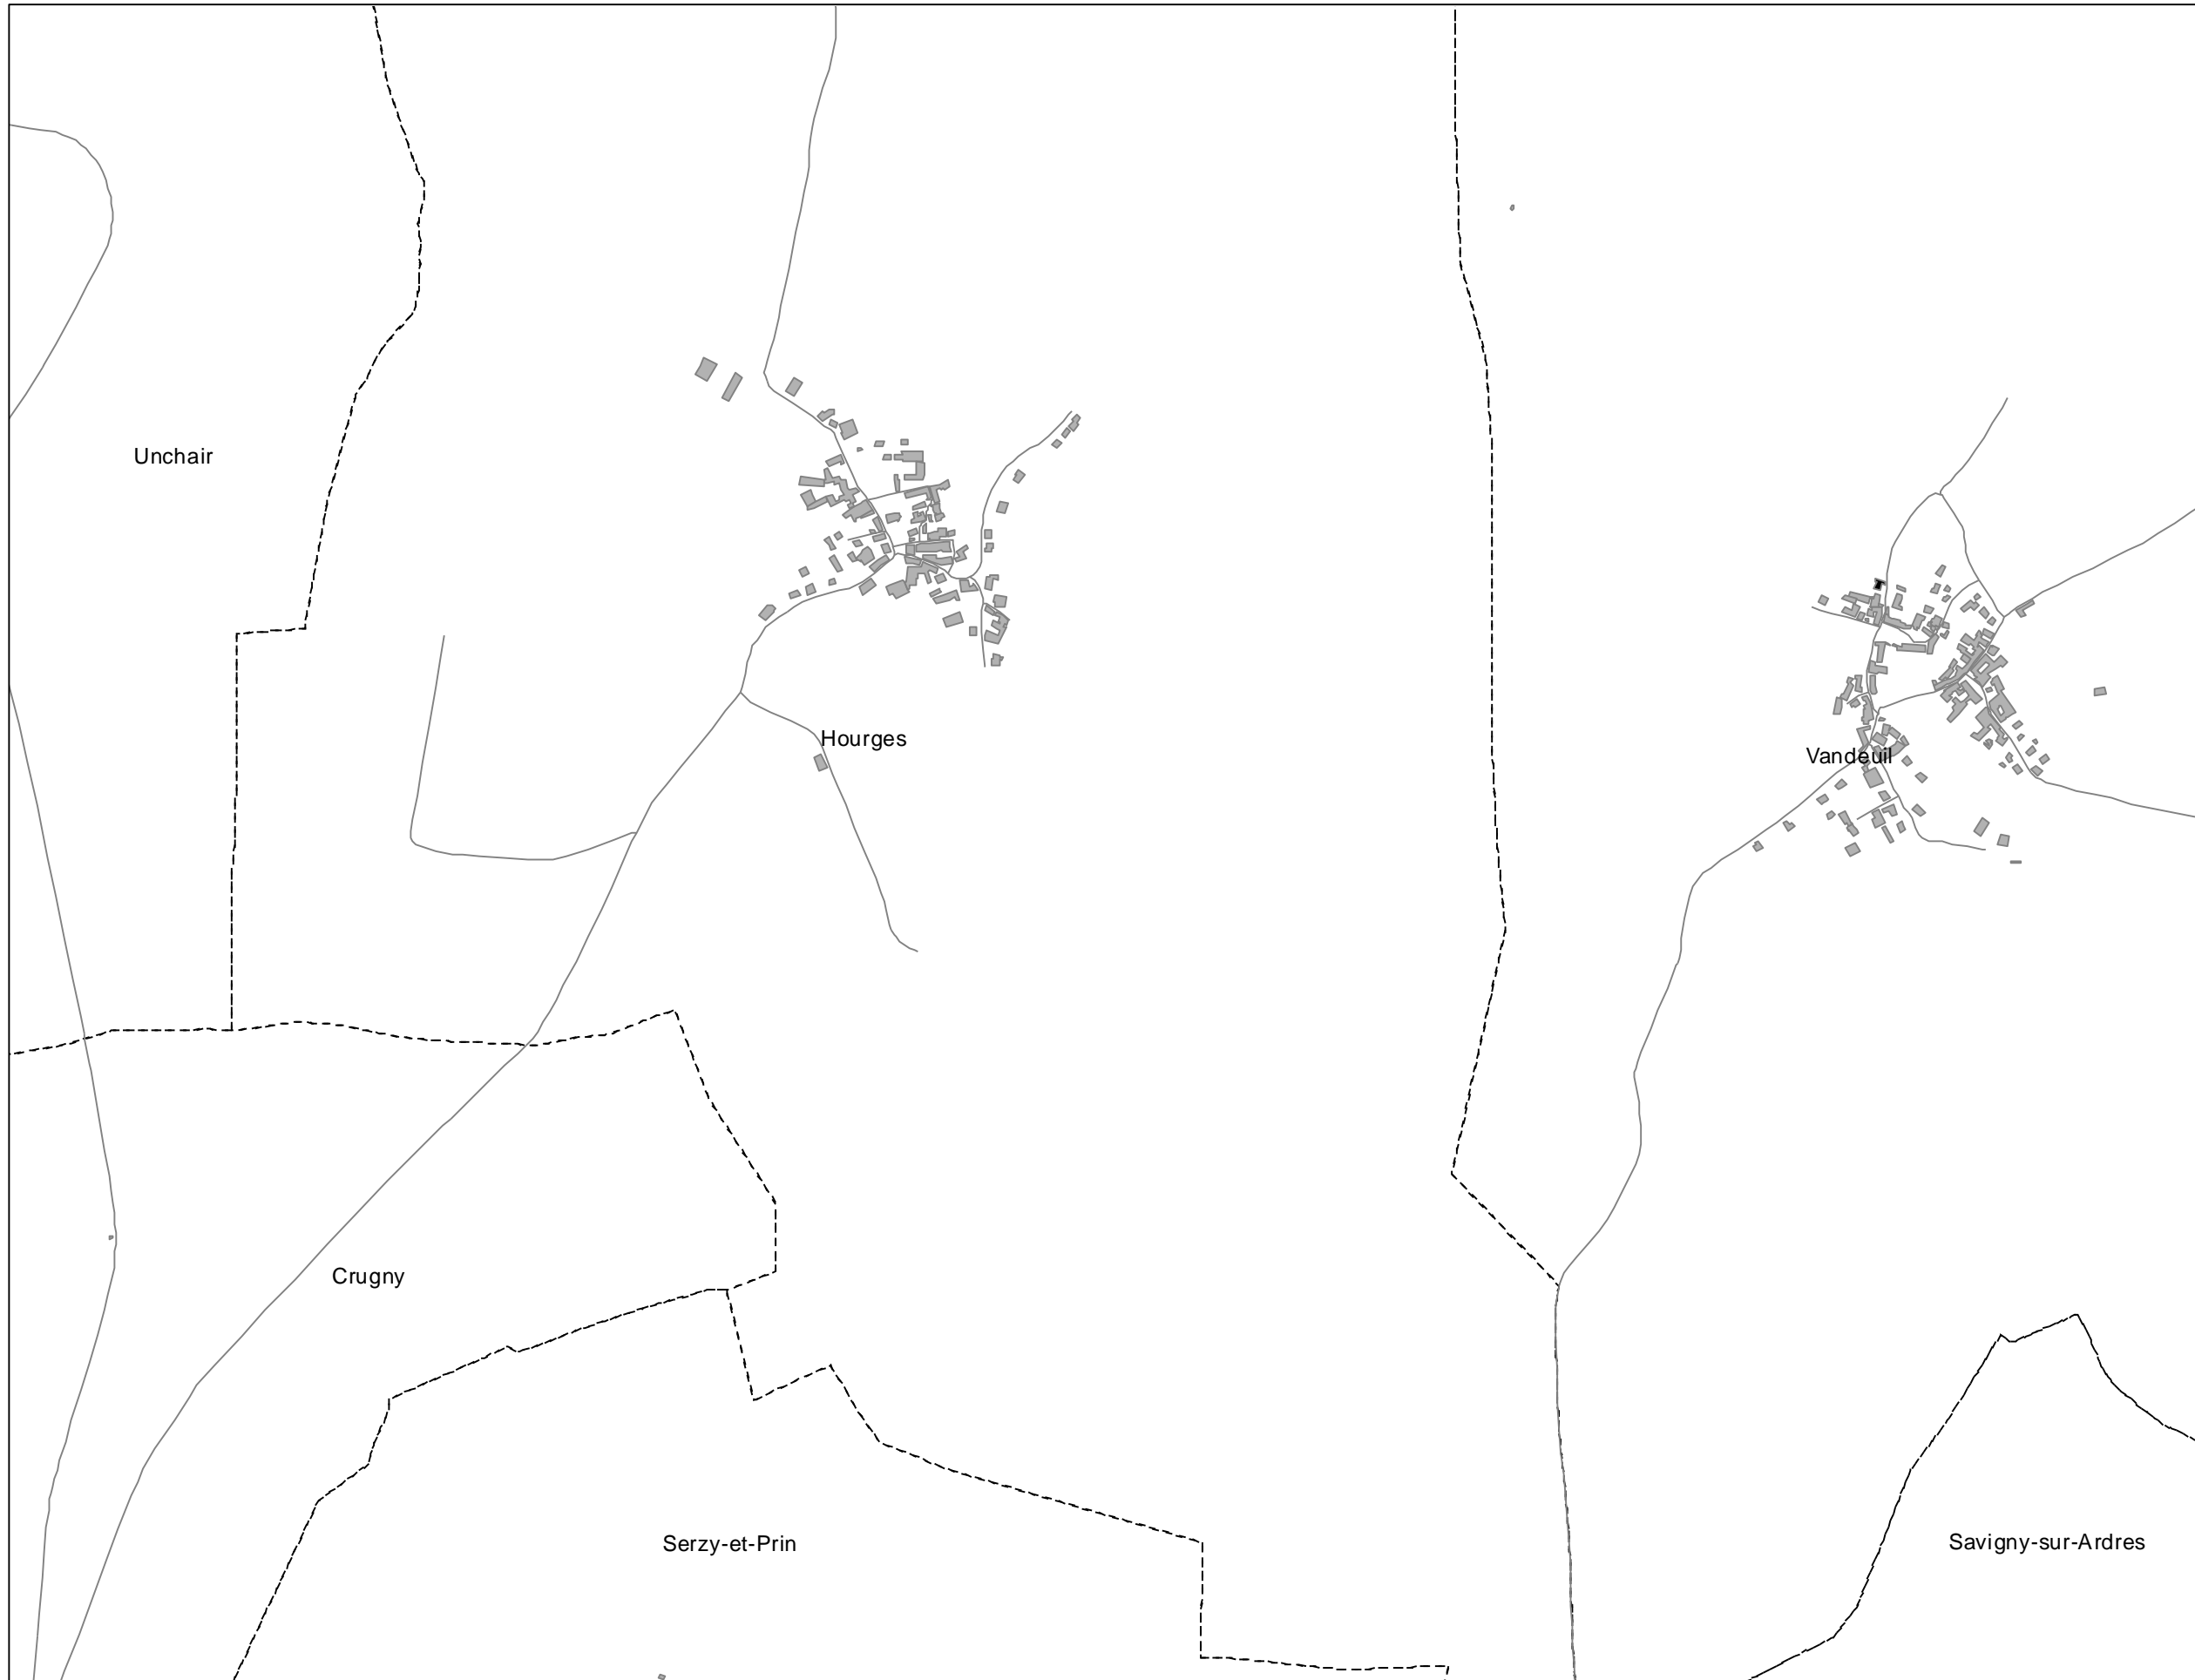 Unchair
Hourges
Vandeuil
Crugny
Serzy-et-Prin
Savigny-sur-Ardres